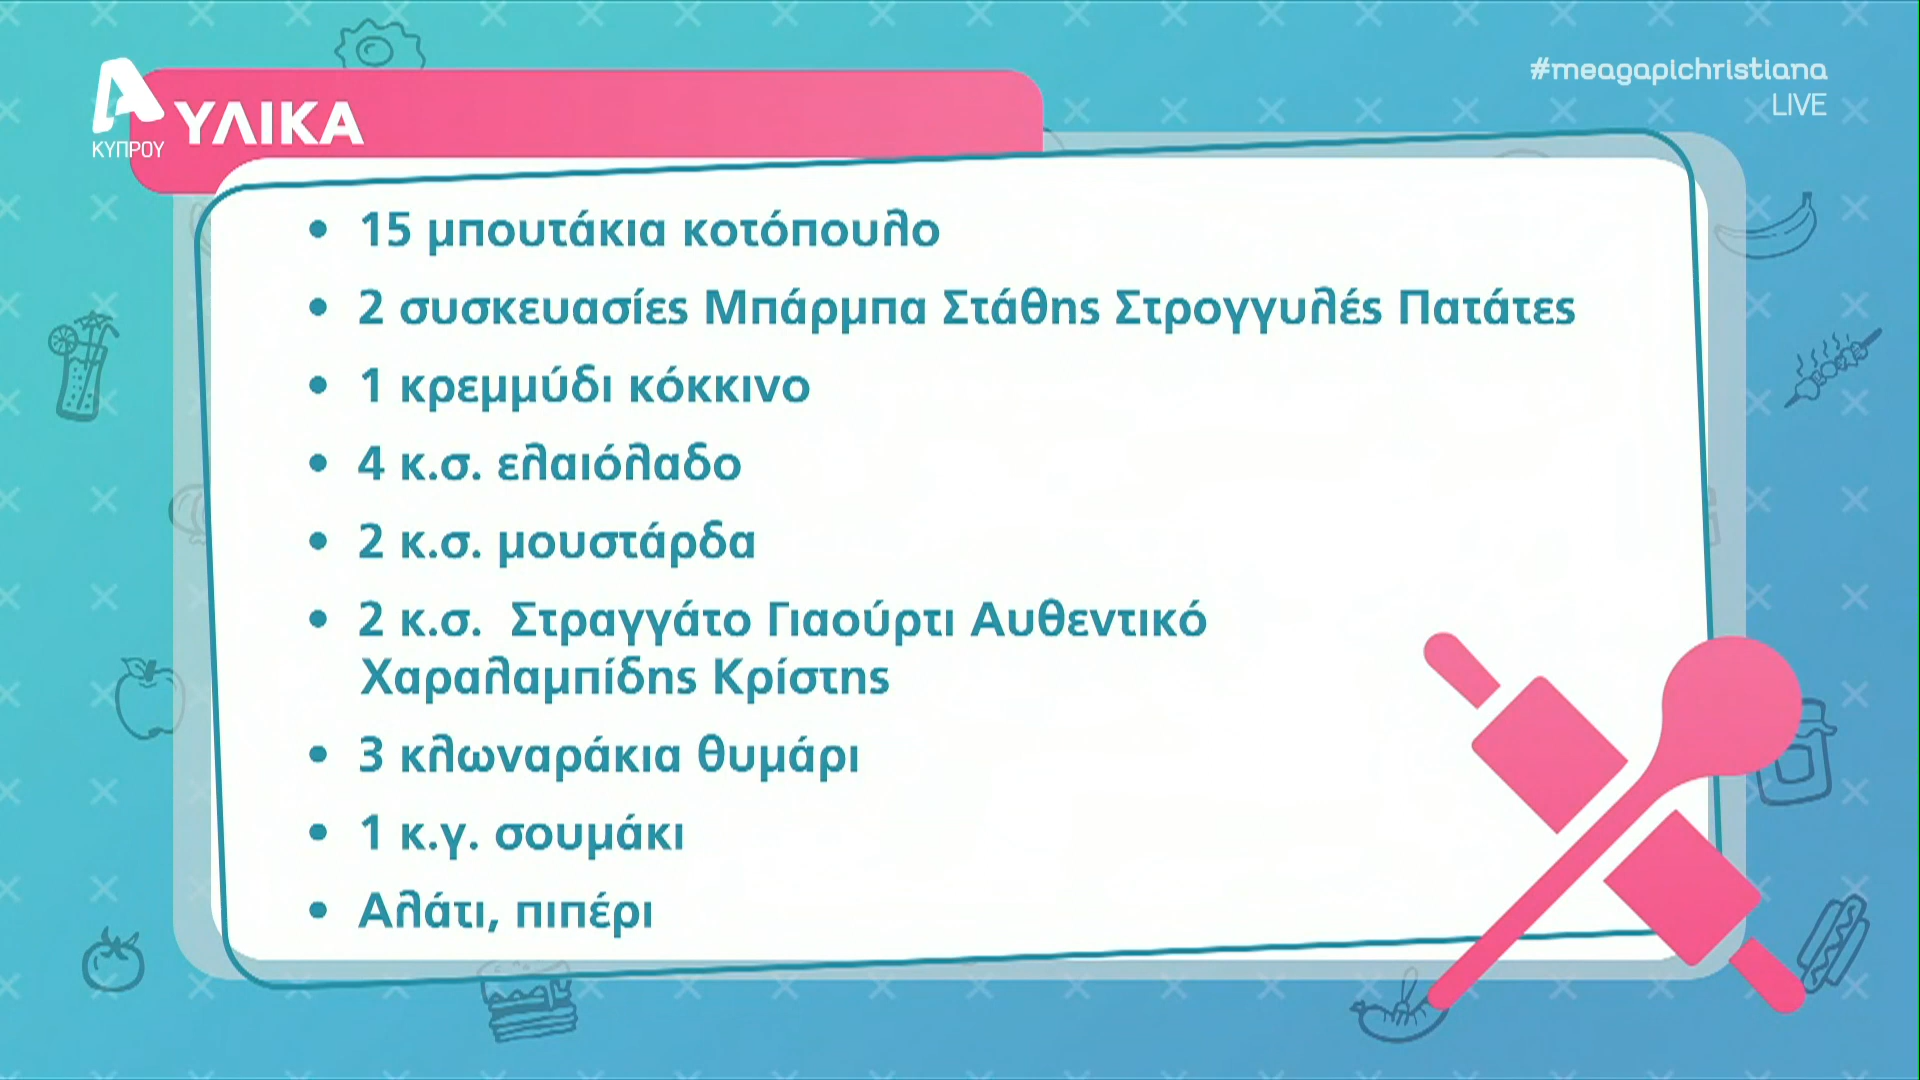 #meagapichristiana
LIVE
ΚΥΠΡΟΥ
ΥΛΙΚΑ
• 15 μπουτάκια κοτόπουλο
• 2 συσκευασίες Μπάρμπα Στάθης Στρογγυλές Πατάτες
• 1 κρεμμύδι κόκκινο
• 4 κ.σ. ελαιόλαδο
• 2 κ.σ. μουστάρδα
• 2 κ.σ. Στραγγάτο Γιαούρτι Αυθεντικό
Χαραλαμπίδης Κρίστης
• 3 κλωναράκια θυμάρι
• 1 κ.γ. σουμάκι
• Αλάτι, πιπέρι